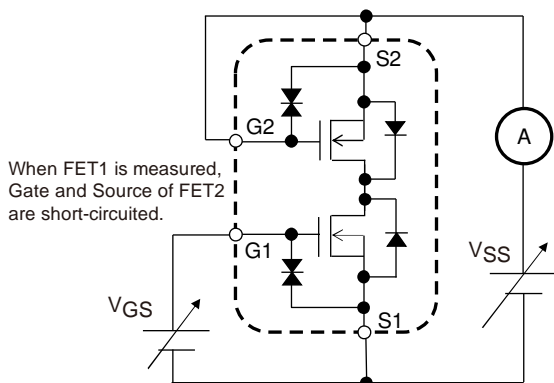 S2
G2
A
When FET1 is measured,
Gate and Source of FET2
are short-circuited.
G1
VSS
VGS
S1